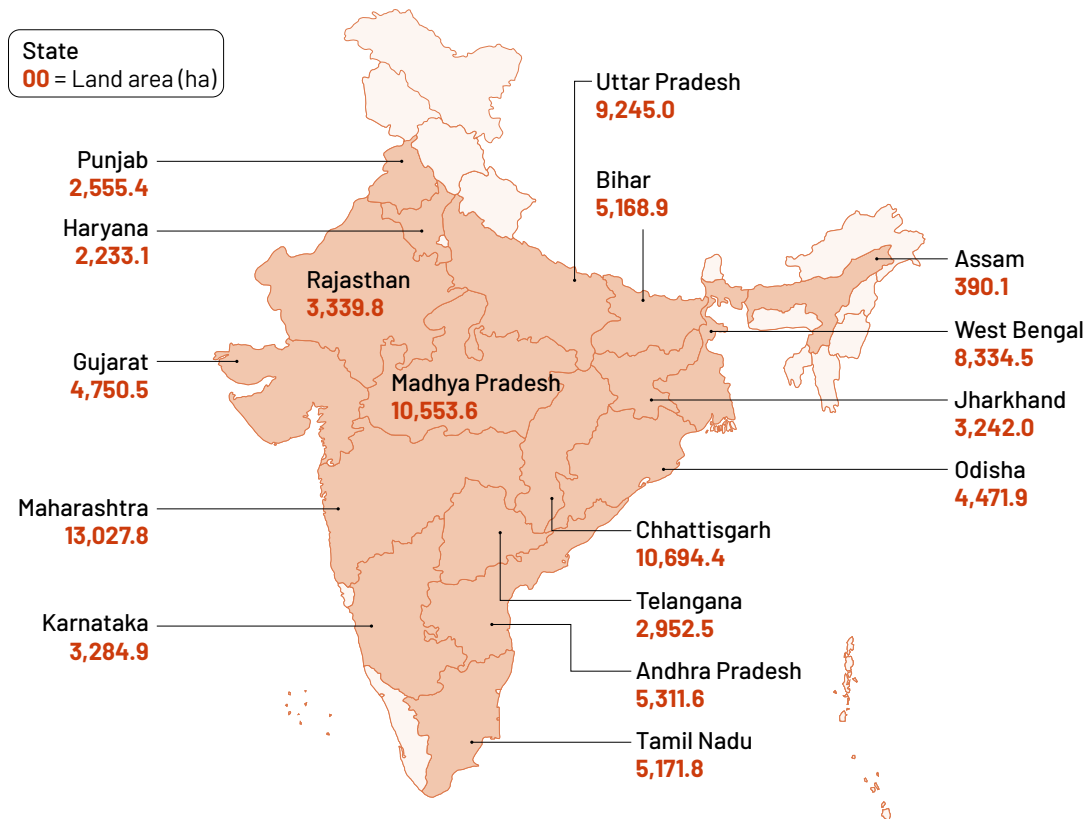 State
00 = Land area (ha)
Uttar Pradesh
9,245.0
Punjab
2,555.4
Bihar
5,168.9
Haryana
2,233.1
Rajasthan
3,339.8
Assam
390.1
West Bengal
8,334.5
Gujarat
4,750.5
Madhya Pradesh
10,553.6
Jharkhand
3,242.0
Odisha
4,471.9
Maharashtra
13,027.8
Chhattisgarh
10,694.4
Telangana
2,952.5
Karnataka
3,284.9
Andhra Pradesh
5,311.6
Tamil Nadu
5,171.8